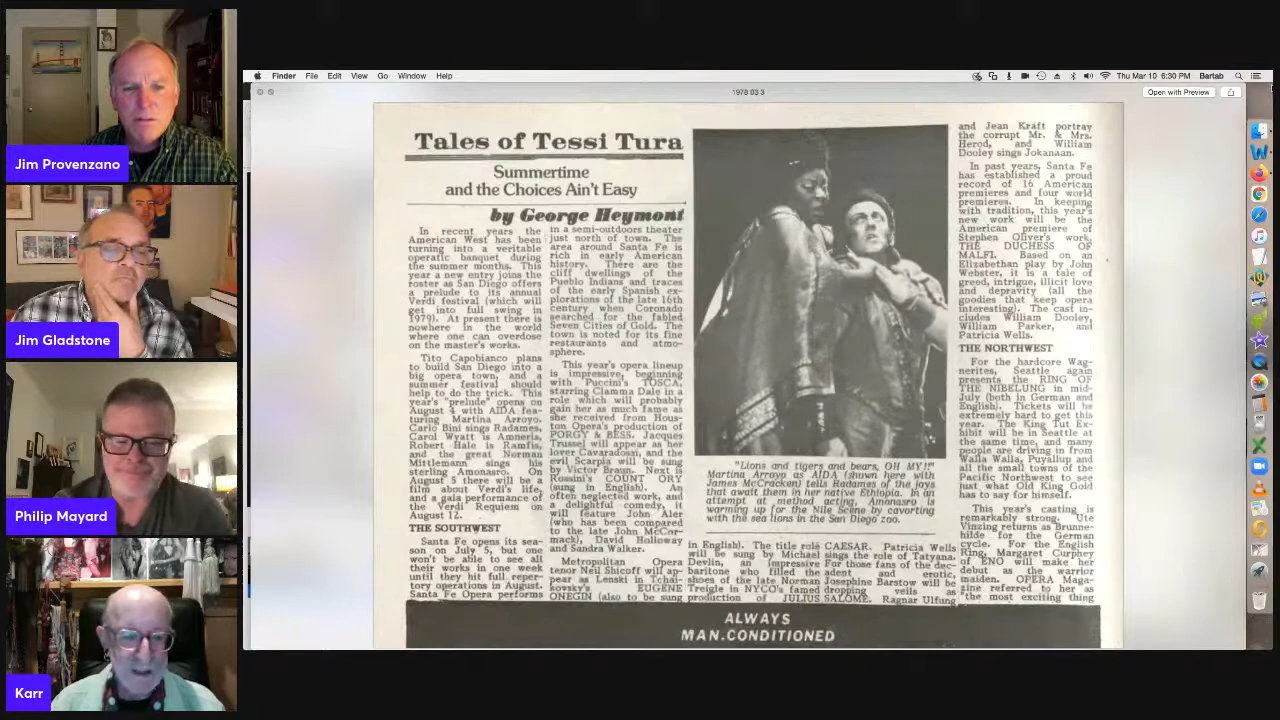 Jim Provenzano
Jim Gladstone
Philip Mayard
Karr
Finder File Edit View Go Window Help
Thu Mar 10 6:30 PM Bartab
1978 03 3
Open with Preview
Tales of Tessi Tura
Summertime
and the Choices Ain't Easy
by George Heymont
In recent years the
American West has been
turning into a veritable
operatic banquet during
the summer months. This
year a new entry joins the
roster as San Diego offers
a prelude to its annual
Verdi festival (which will
get into full swing in
1979). At present there is
nowhere in the world
where one can overdose
on the master's works.
Tito Capobianco plans
to build San Diego into a
big opera town, and a
summer festival should
help to do the trick. This
year's "prelude" opens on
August 4 with AIDA fea-
turing Martina Arroyo.
Carlo Bini sings Radames,
Carol Wyatt is Amneris,
Robert Hale is Ramfis,
and the great Norman
Mittlemann sings his
sterling Amonasro. On
August 5 there will be a
film about Verdi's life,
and a gala performance of
the Verdi Requiem on
August 12.
THE SOUTHWEST
Santa Fe opens its sea-
son on July 5, but one
won't be able to see all
their works in one week
until they hit full reper-
tory operations in August.
Santa Fe Opera performs
in a semi-outdoors theater
just north of town. The
area around Santa Fe is
rich in early American
history. There are the
cliff dwellings of the
Pueblo Indians and traces
of the early Spanish ex-
plorations of the late 16th
century when Coronado
searched for the fabled
Seven Cities of Gold. The
town is noted for its fine
restaurants and atmo-
sphere.
This year's opera lineup
is impressive, beginning
with Puccini's TOSCA,
starring Clamma Dale in a
role which will probably
gain her as much fame as
she received from Hous-
ton Opera's production of
PORGY & BESS. Jacques
Trussel will appear as her
lover Cavaradossi, and the
evil Scarpia will be sung
by Victor Braun. Next is
Rossini's COUNT ORY
(sung in English). An
often neglected work, and
a delightful comedy, it
will feature John Aler
(who has been compared
to the late John McCor-
mack), David Holloway
and Sandra Walker.
Metropolitan Opera
tenor Neil Shicoff will ap-
pear as Lenski in Tchai-
kovsky's EUGENE
ONEGIN (also to be sung
"Lions and tigers and bears, OH MY!!"
Martina Arroyo as AIDA (shown here with
James McCracken) tells Radames of the joys
that await them in her native Ethiopia. In an
attempt at method acting, Amonasro is
warming up for the Nile Scene by cavorting
with the sea lions in the San Diego zoo.
in English). The title role
will be sung by Michael
Devlin, an impressive
baritone who filled the
shoes of the late Norman
Treigle in NYCO's famed
production of JULIUS
CAESAR. Patricia Wells
sings the role of Tatyana.
For those fans of the dec-
adent and erotic,
Josephine Barstow will be
dropping veils as
SALOME. Ragnar Ulfung
and Jean Kraft portray
the corrupt Mr. & Mrs.
Herod, and William
Dooley sings Jokanaan.
In past years, Santa Fe
has established a proud
record of 16 American
premieres and four world
premieres. In keeping
with tradition, this year's
new work will be the
American premiere of
Stephen Oliver's work,
THE DUCHESS OF
MALFI. Based on an
Elizabethan play by John
Webster, it is a tale of
greed, intrigue, illicit love
and depravity (all the
goodies that keep opera
interesting). The cast in-
cludes William Dooley,
William Parker, and
Patricia Wells.
THE NORTHWEST
For the hardcore Wag-
nerites, Seattle again
presents the RING OF
THE NIBELUNG in mid-
July (both in German and
English). Tickets will be
extremely hard to get this
year. The King Tut Ex-
hibit will be in Seattle at
the same time, and many
people are driving in from
Walla Walla, Puyallup and
all the small towns of the
Pacific Northwest to see
just what Old King Gold
has to say for himself.
This year's casting is
remarkably strong. Ute
Vinzing returns as Brunne-
hilde for the German
cycle. For the English
Ring, Margaret Curphey
of ENO will make her
debut as the warrior
maiden. OPERA Maga-
zine referred to her as
"the most exciting thing
ALWAYS
MAN.CONDITIONED